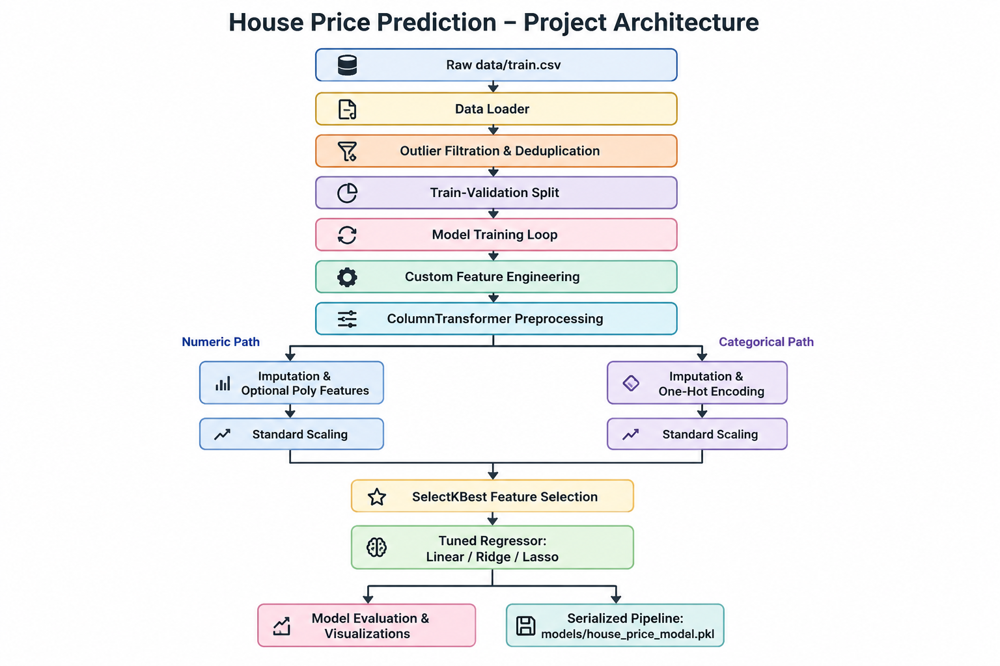 House Price Prediction – Project Architecture
Raw data/train.csv
Data Loader
Outlier Filtration & Deduplication
Train-Validation Split
Model Training Loop
Custom Feature Engineering
ColumnTransformer Preprocessing
Numeric Path
Categorical Path
Imputation &
Optional Poly Features
Imputation &
One-Hot Encoding
Standard Scaling
Standard Scaling
SelectKBest Feature Selection
Tuned Regressor:
Linear / Ridge / Lasso
Model Evaluation &
Visualizations
Serialized Pipeline:
models/house_price_modal.pkl